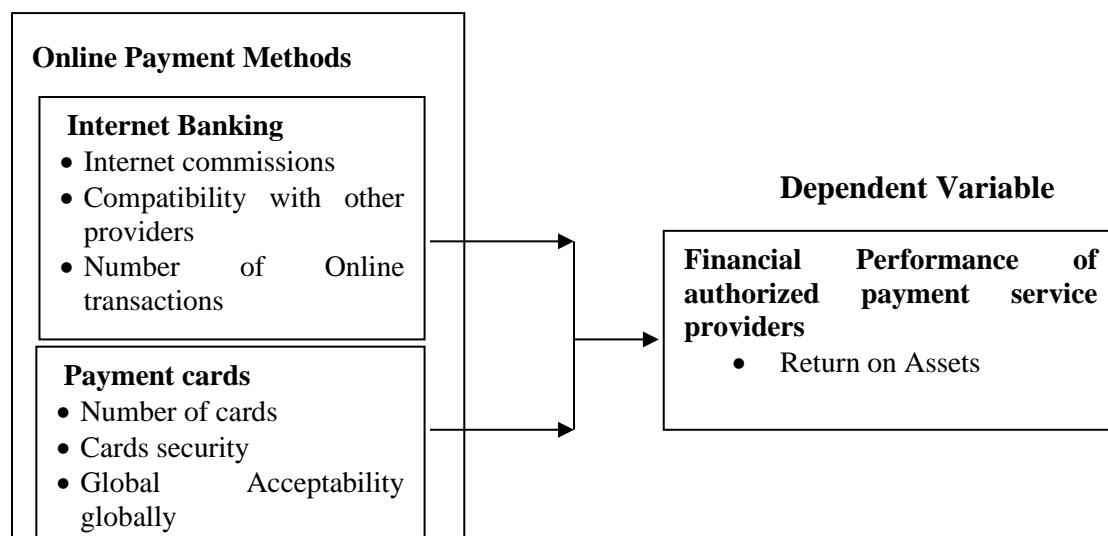 Online Payment Methods
Internet Banking
• Internet commissions
• Compatibility with other
providers
• Number of Online
transactions
Payment cards
• Number of cards
• Cards security
• Global Acceptability
globally
Dependent Variable
Financial Performance of
authorized payment service
providers
• Return on Assets